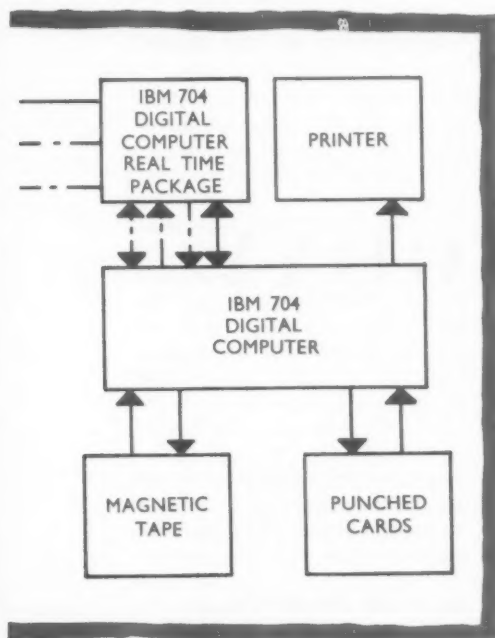 IBM 704
DIGITAL
COMPUTER
REAL TIME
PACKAGE
PRINTER
IBM 704
DIGITAL
COMPUTER
MAGNETIC
TAPE
PUNCHED
CARDS